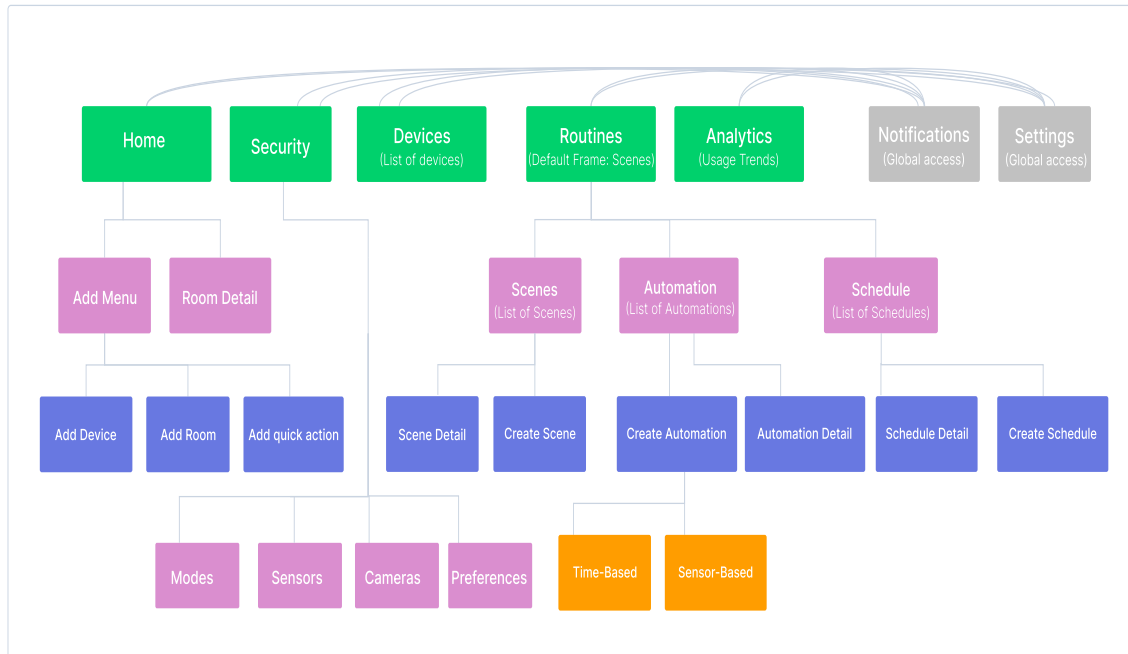 Home
Security
Devices
(List of devices)
Routines
(Default Frame: Scenes)
Analytics
(Usage Trends)
Notifications
(Global access)
Settings
(Global access)
Add Menu
Room Detail
Scenes
(List of Scenes)
Automation
(List of Automations)
Schedule
(List of Schedules)
Add Device
Add Room
Add quick action
Scene Detail
Create Scene
Create Automation
Automation Detail
Schedule Detail
Create Schedule
Modes
Sensors
Cameras
Preferences
Time-Based
Sensor-Based